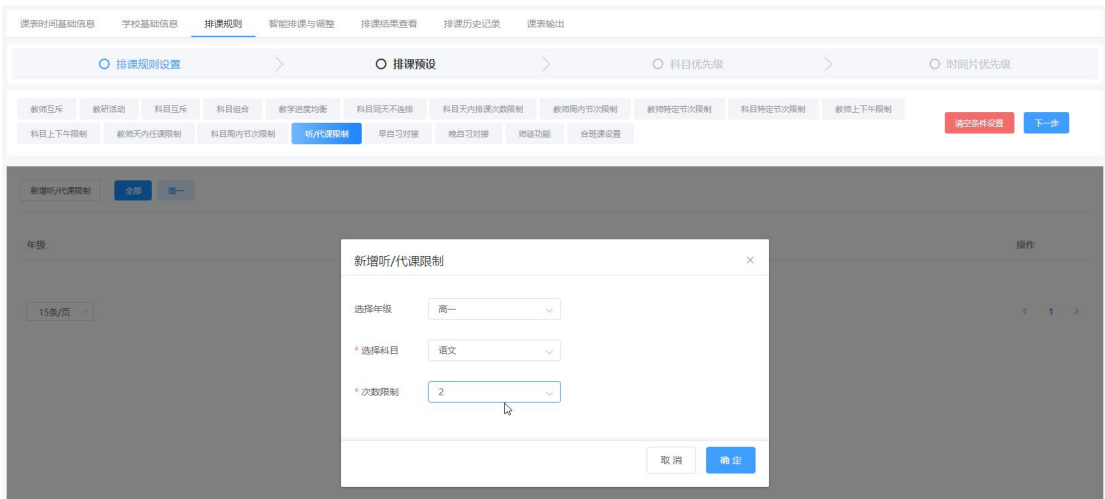 课表时间基础信息 学校基础信息 排课规则 智能排课与调整 排课结果查看 排课历史记录 课表输出
排课规则设置 排课预设 科目优先级 时间片优先级
教师互斥 教研活动 科目互斥 科目组合 教学进度均衡 科目同天不连排 科目天内排课次数限制 教师周内节次限制 教师特定节次限制 科目特定节次限制 教师上下午限制
科目上下午限制 教师天内任课限制 科目周内节次限制 听/代课限制 早自习对接 晚自习对接 师徒功能 合班课设置
清空条件设置 下一步
新增听/代课限制 全部 高一
年级 操作
新增听/代课限制
选择年级 高一
15条/页 1
* 选择科目 语文
* 次数限制 2
取消 确定